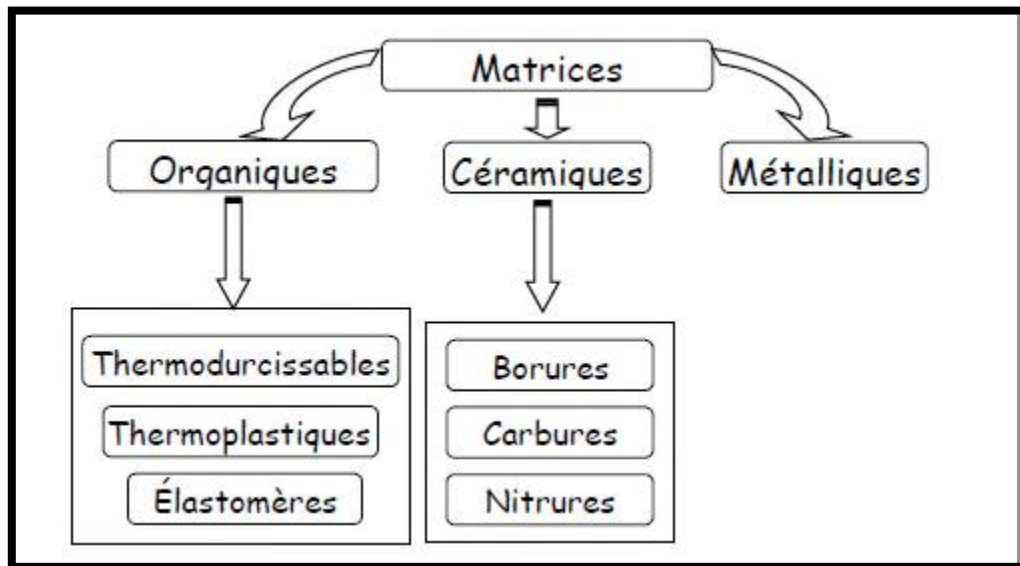 Matrices
Organiques
Céramiques
Métalliques
Thermodurcissables
Thermoplastiques
Élastomères
Borures
Carbures
Nitrures